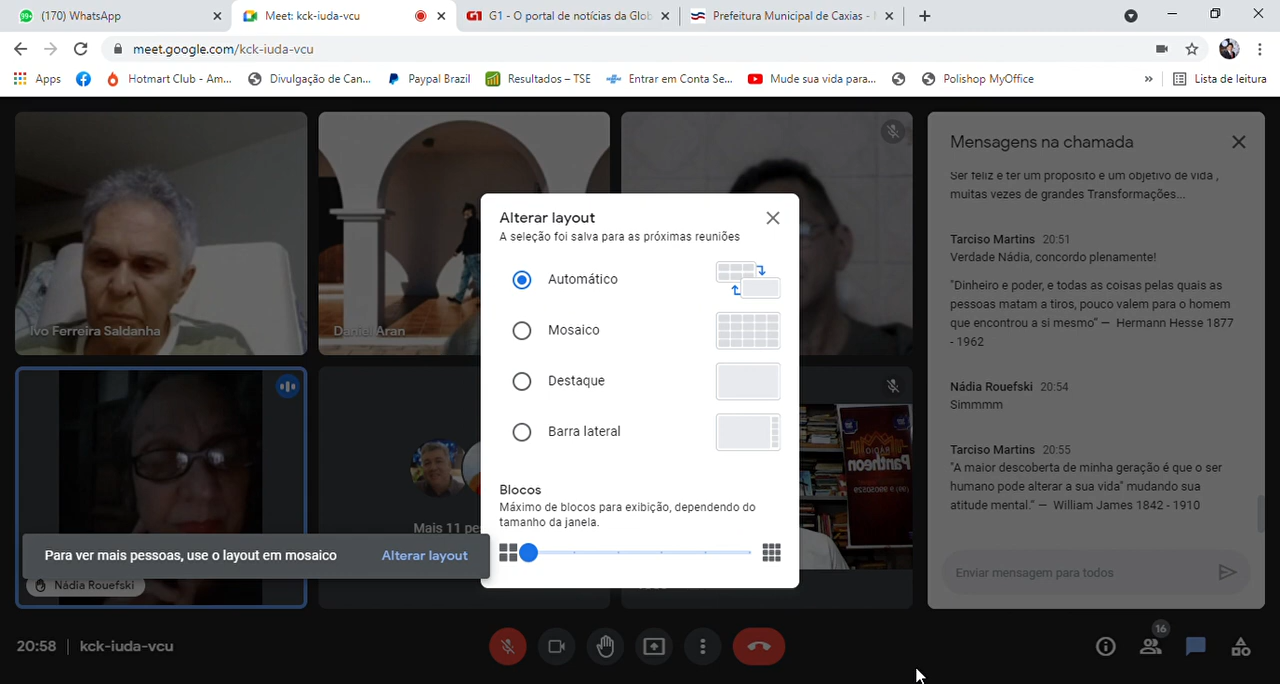 (170) WhatsApp
Meet: kck-iuda-vcu
G1 - O portal de notícias da Glob
Prefeitura Municipal de Caxias -
meet.google.com/kck-iuda-vcu
Apps
Hotmart Club - Am...
Divulgação de Can...
Paypal Brazil
Resultados – TSE
Entrar em Conta Se...
Mude sua vida para...
Polishop MyOffice
»
Lista de leitura
Ivo Ferreira Saldanha
Daniel Aran
Nádia Rouefski
Mais 11 pe
RÁDIO
Pantheon
Para ver mais pessoas, use o layout em mosaico
Alterar layout
Alterar layout
A seleção foi salva para as próximas reuniões
Automático
Mosaico
Destaque
Barra lateral
Blocos
Máximo de blocos para exibição, dependendo do
tamanho da janela.
Mensagens na chamada
Ser feliz e ter um propósito é um objetivo de vida ,
muitas vezes de grandes Transformações...
Tarciso Martins 20:51
Verdade Nádia, concordo plenamente!
"Dinheiro e poder, e todas as coisas pelas quais as
pessoas matam a tiros, pouco valem para o homem
que encontrou a si mesmo" — Hermann Hesse 1877
- 1962
Nádia Rouefski 20:54
Simmmm
Tarciso Martins 20:55
"A maior descoberta de minha geração é que o ser
humano pode alterar a sua vida" mudando sua
atitude mental." — William James 1842 - 1910
Enviar mensagem para todos
20:58 | kck-iuda-vcu
16